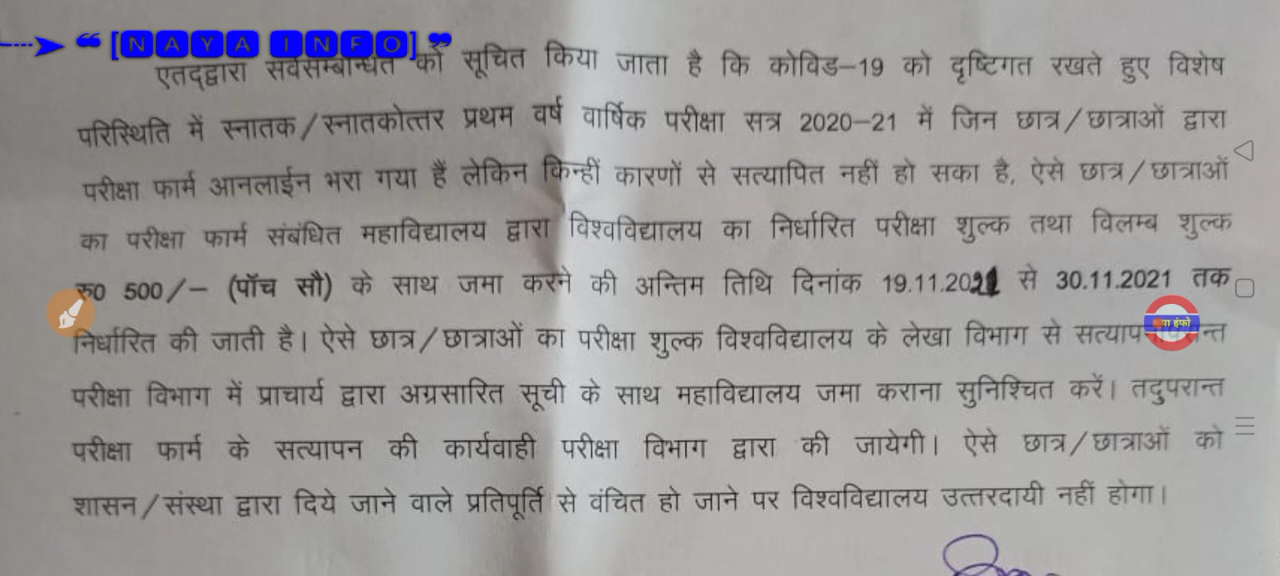 “ [NAYA INFO] ”
एतद्द्वारा सर्वसम्बन्धित को सूचित किया जाता है कि कोविड–19 को दृष्टिगत रखते हुए विशेष
परिस्थिति में स्नातक/स्नातकोत्तर प्रथम वर्ष वार्षिक परीक्षा सत्र 2020–21 में जिन छात्र/छात्राओं द्वारा
परीक्षा फार्म आनलाईन भरा गया हैं लेकिन किन्हीं कारणों से सत्यापित नहीं हो सका है, ऐसे छात्र/छात्राओं
का परीक्षा फार्म संबंधित महाविद्यालय द्वारा विश्वविद्यालय का निर्धारित परीक्षा शुल्क तथा विलम्ब शुल्क
रु0 500/– (पॉच सौ) के साथ जमा करने की अन्तिम तिथि दिनांक 19.11.2021 से 30.11.2021 तक
निर्धारित की जाती है। ऐसे छात्र/छात्राओं का परीक्षा शुल्क विश्वविद्यालय के लेखा विभाग से
परीक्षा विभाग में प्राचार्य द्वारा अग्रसारित सूची के साथ महाविद्यालय जमा कराना सुनिश्चित करें। तदुपरान्त
परीक्षा फार्म के सत्यापन की कार्यवाही परीक्षा विभाग द्वारा की जायेगी। ऐसे छात्र/छात्राओं को
शासन/संस्था द्वारा दिये जाने वाले प्रतिपूर्ति से वंचित हो जाने पर विश्वविद्यालय उत्तरदायी नहीं होगा।